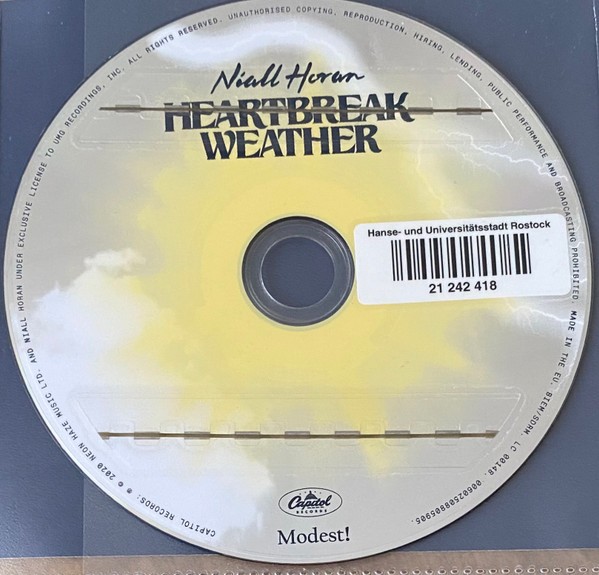 Niall Horan
HEARTBREAK
WEATHER
Hanse- und Universitätsstadt Rostock
21 242 418
Capitol
RECORDS
Modest!
CAPITOL RECORDS; ℗ © 2020 NEON HAZE MUSIC LTD. AND NIALL HORAN UNDER EXCLUSIVE LICENSE TO UMG RECORDINGS, INC. ALL RIGHTS RESERVED. UNAUTHORISED COPYING, REPRODUCTION, HIRING, LENDING, PUBLIC PERFORMANCE AND BROADCASTING PROHIBITED. MADE IN THE EU. BIEM/SDRM. LC 00148. 00602508805905.